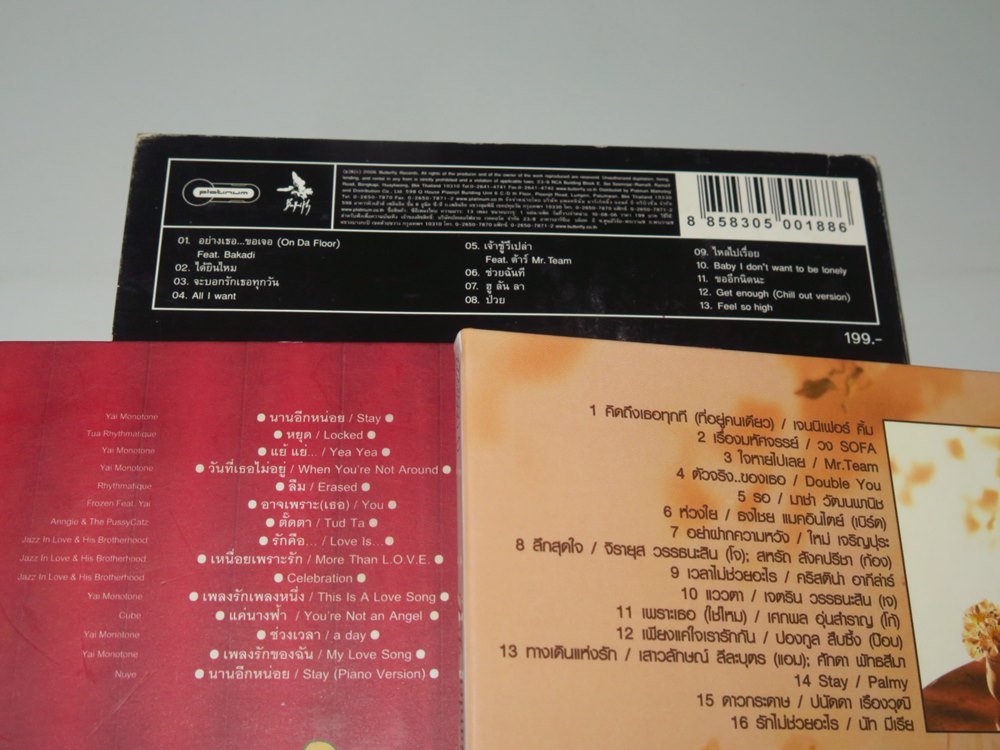 platinum
8 858305 001886
01. อย่างเธอ...ขอเจอ (On Da Floor)
Feat. Bakadi
02. ได้ยินไหม
03. จะบอกรักเธอทุกวัน
04. All I want
05. เจ้าชู้รึเปล่า
Feat. ต้าร์ Mr. Team
06. ช่วยฉันที
07. ฮู ลัน ลา
08. ป่วย
09. ไหลไปเรื่อย
10. Baby I don't want to be lonely
11. ขออีกนิดนะ
12. Get enough (Chill out version)
13. Feel so high
199.-
Yai Monotone นานอีกหน่อย / Stay
Tua Rhythmatique หยุด / Locked
Yai Monotone แย้ แย่... / Yea Yea
Yai Monotone วันที่เธอไม่อยู่ / When You're Not Around
Rhythmatique ลืม / Erased
Frozen Feat. Yai อาจเพราะ(เธอ) / You
Anngie & The PussyCatz ตั๊ดตา / Tud Ta
Jazz In Love & His Brotherhood รักคือ... / Love Is...
Jazz In Love & His Brotherhood เหนื่อยเพราะรัก / More Than L.O.V.E.
Jazz In Love & His Brotherhood Celebration
Yai Monotone เพลงรักเพลงหนึ่ง / This Is A Love Song
Cube แค่นางฟ้า / You're Not an Angel
Yai Monotone ช่วงเวลา / a day
Yai Monotone เพลงรักของฉัน / My Love Song
Nuye นานอีกหน่อย / Stay (Piano Version)
1 คิดถึงเธอทุกที (ที่อยู่คนเดียว) / เจนนิเฟอร์ คิ้ม
2 เรื่องมหัศจรรย์ / วง SOFA
3 ใจหายไปเลย / Mr.Team
4 ตัวจริง..ของเธอ / Double You
5 รอ / มาช่า วัฒนพานิช
6 ห่วงใย / ธงไชย แมคอินไตย์ (เบิร์ด)
7 อย่าฝากความหวัง / ใหม่ เจริญปุระ
8 ลึกสุดใจ / จิรายุส วรรธนะสิน (โจ); สหรัถ สังคปรีชา (ก้อง)
9 เวลาไม่ช่วยอะไร / คริสติน่า อากีล่าร์
10 แววตา / เจตริน วรรธนะสิน (เจ)
11 เพราะเธอ (ใช่ไหม) / เศกพล อุ่นสำราญ (โก้)
12 เพียงแค่ใจเรารักกัน / ปองกูล สืบซึ้ง (ป๊อบ)
13 ทางเดินแห่งรัก / เสาวลักษณ์ ลีละบุตร (แอม); ศักดา พัทธสีมา
14 Stay / Palmy
15 ดาวกระดาษ / ปนัดดา เรืองวุฒิ
16 รักไม่ช่วยอะไร / นัท มีเรีย